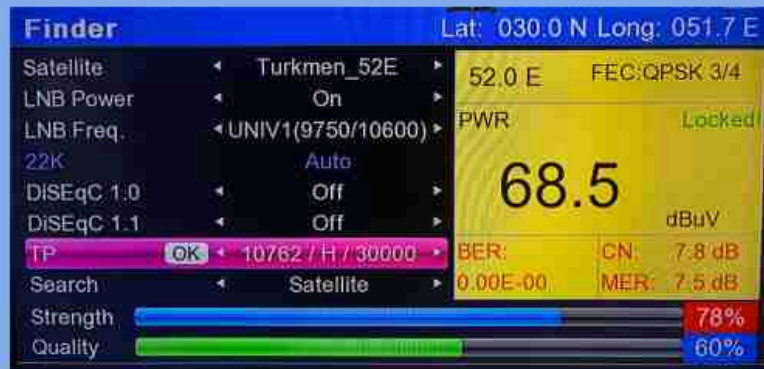 Finder
Lat: 030.0 N Long: 051.7 E
Satellite Turkmen_52E
LNB Power On
LNB Freq. UNIV1(9750/10600)
22K Auto
DiSEqC 1.0 Off
DiSEqC 1.1 Off
TP OK 10762 / H / 30000
Search Satellite
52.0 E FEC:QPSK 3/4
PWR Locked!
68.5
dBuV
BER: CN: 7.8 dB
0.00E-00 MER: 7.5 dB
Strength 78%
Quality 60%